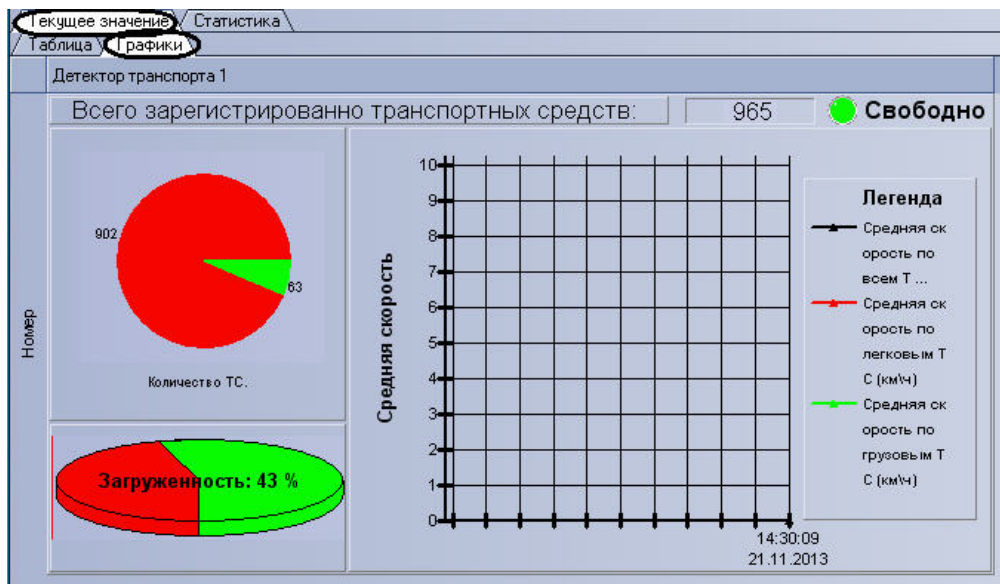 Текущее значение Статистика
Таблица Графики
Детектор транспорта 1
Всего зарегистрированно транспортных средств: 965 Свободно
Номер
902
63
Количество ТС.
Загруженность: 43 %
Средняя скорость
10
9
8
7
6
5
4
3
2
1
0
14:30:09
21.11.2013
Легенда
Средняя ск
орость по
всем Т ...
Средняя ск
орость по
легковым Т
С (км\ч)
Средняя ск
орость по
грузовым Т
С (км\ч)